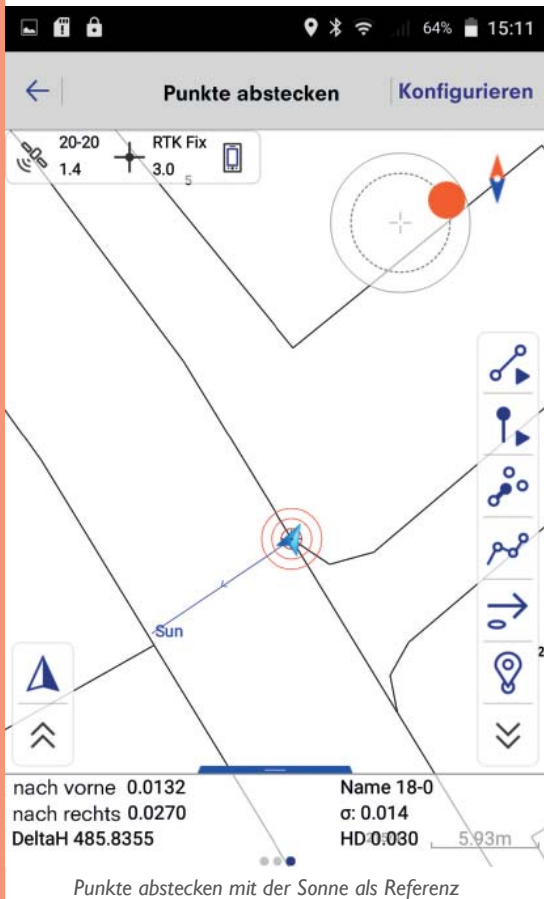 64% 15:11
Punkte abstecken Konfigurieren
20-20 RTK Fix
1.4 3.0
5
Sun
2
nach vorne 0.0132 Name 18-0
nach rechts 0.0270 σ: 0.014
DeltaH 485.8355 HD 0.030 5.93m
Punkte abstecken mit der Sonne als Referenz